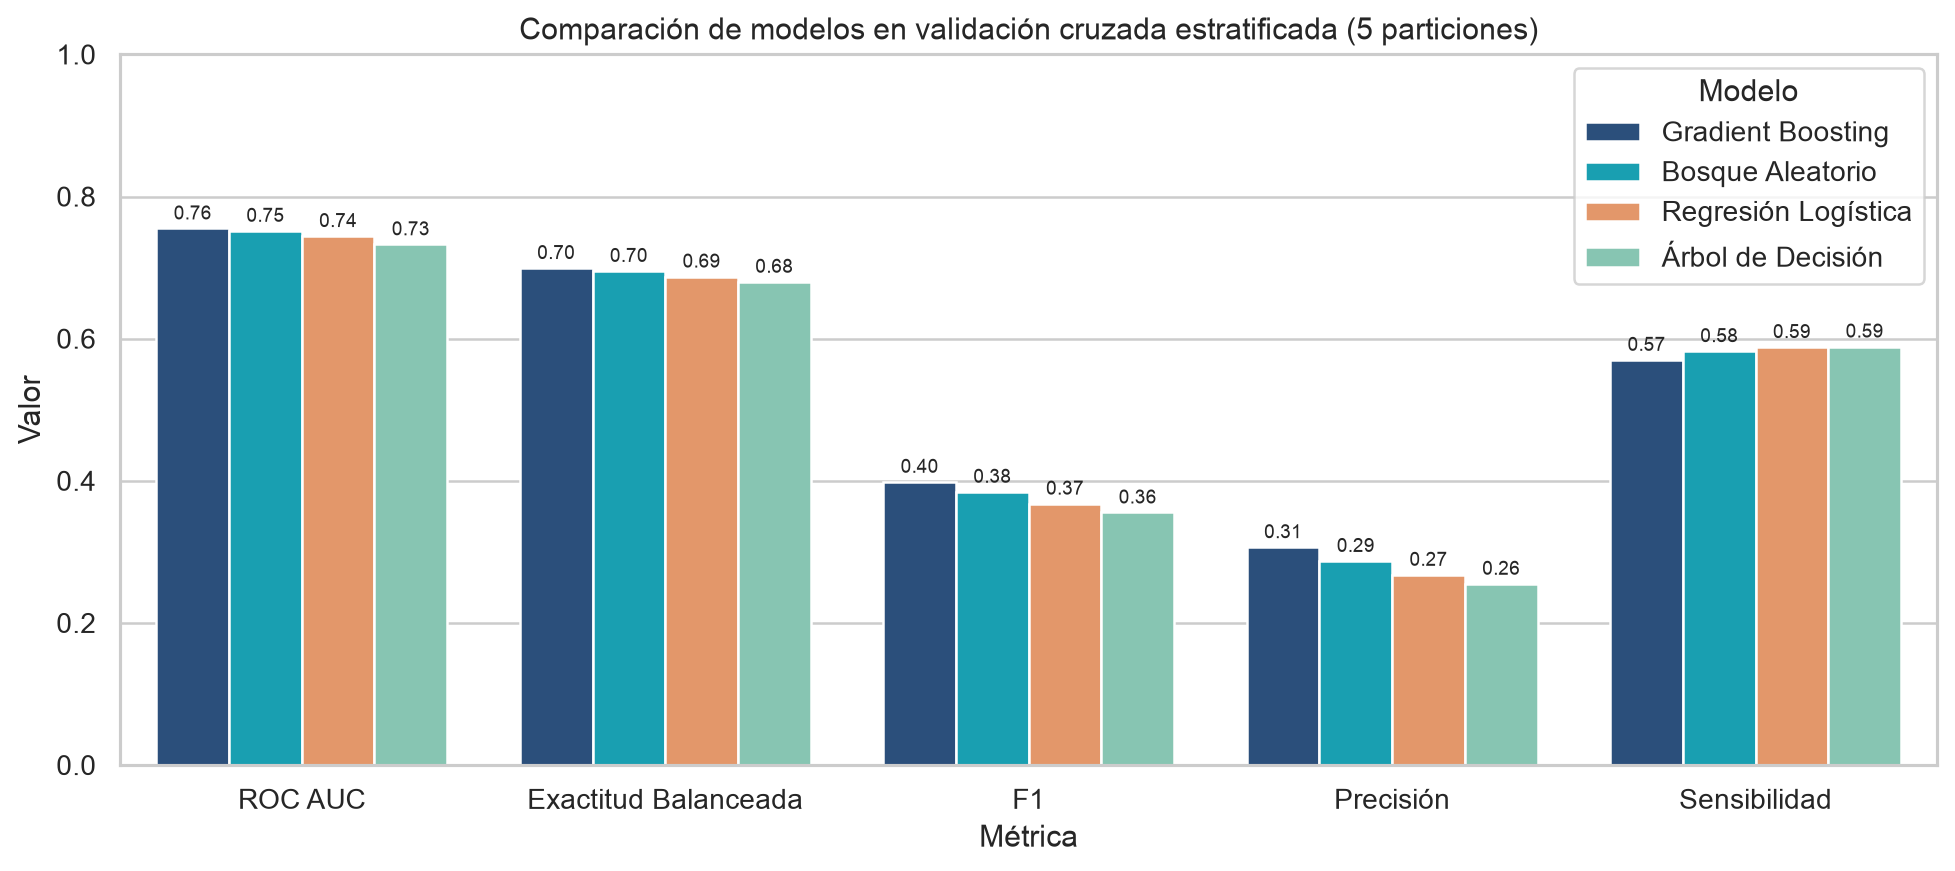 Comparación de modelos en validación cruzada estratificada (5 particiones)
1.0
0.8
0.6
0.4
0.2
0.0
Valor
Modelo
Gradient Boosting
Bosque Aleatorio
Regresión Logística
Árbol de Decisión
0.76
0.75
0.74
0.73
0.70
0.70
0.69
0.68
0.40
0.38
0.37
0.36
0.31
0.29
0.27
0.26
0.57
0.58
0.59
0.59
ROC AUC
Exactitud Balanceada
F1
Precisión
Sensibilidad
Métrica